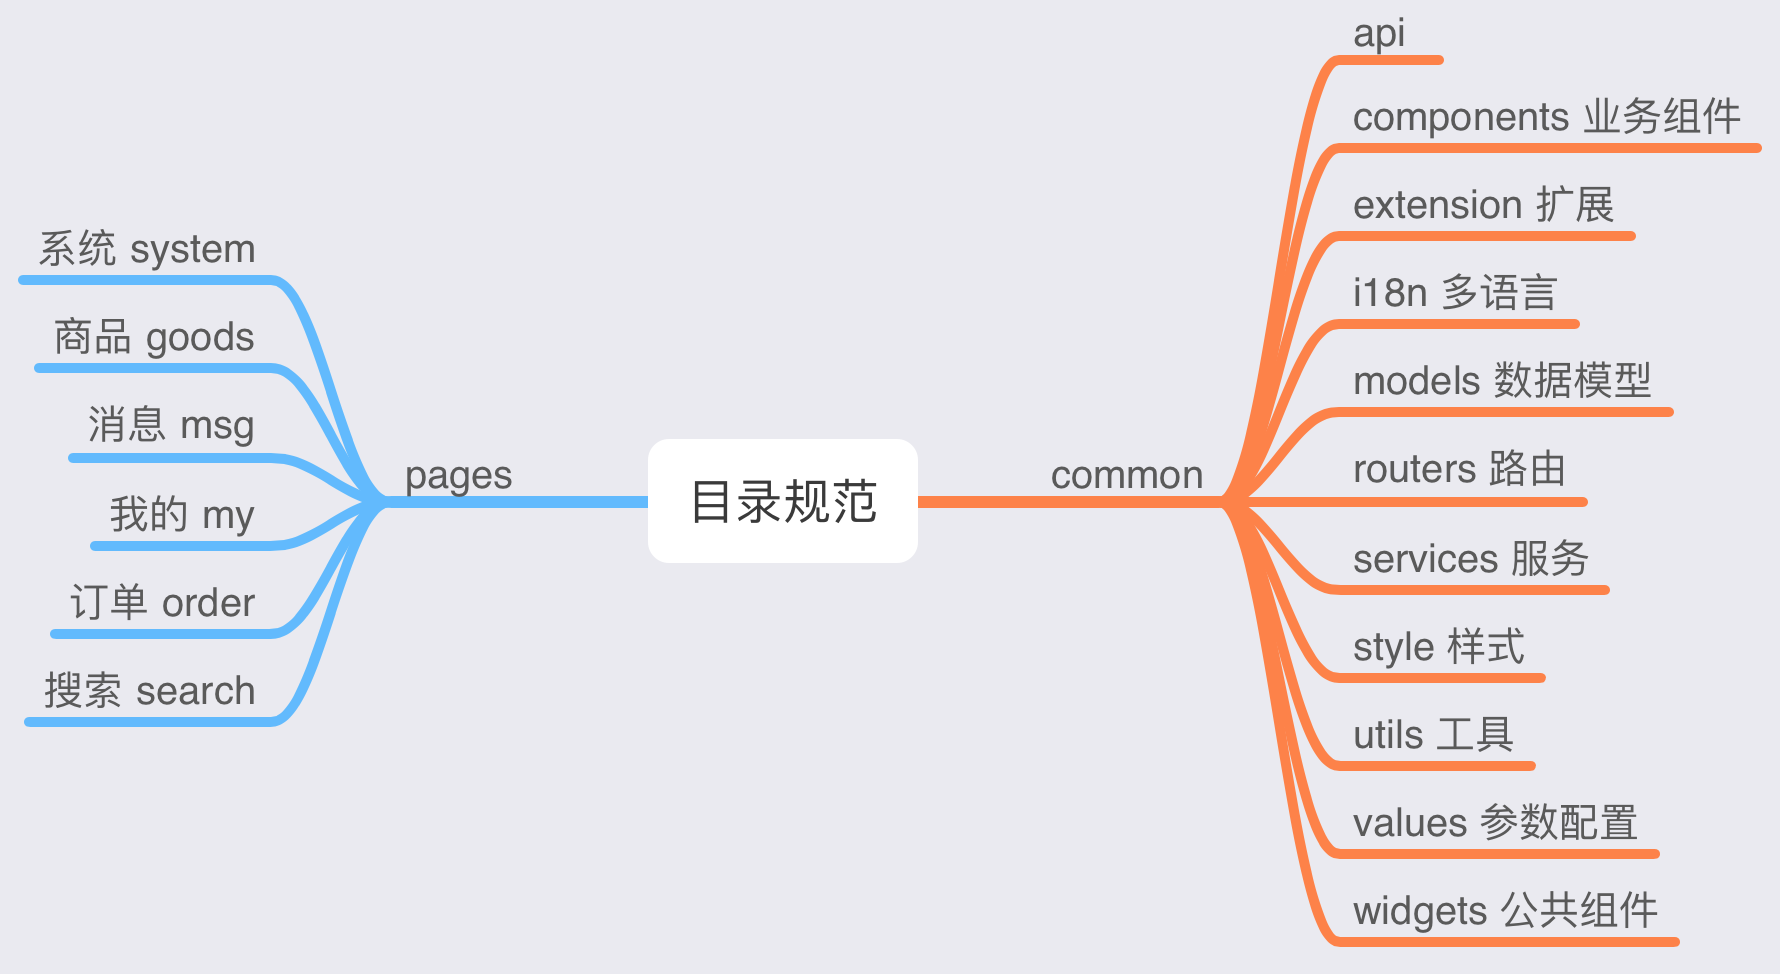 目录规范
pages
系统 system
商品 goods
消息 msg
我的 my
订单 order
搜索 search
common
api
components 业务组件
extension 扩展
i18n 多语言
models 数据模型
routers 路由
services 服务
style 样式
utils 工具
values 参数配置
widgets 公共组件